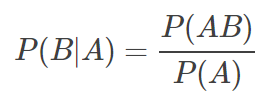 P(B|A) = P(AB) / P(A)